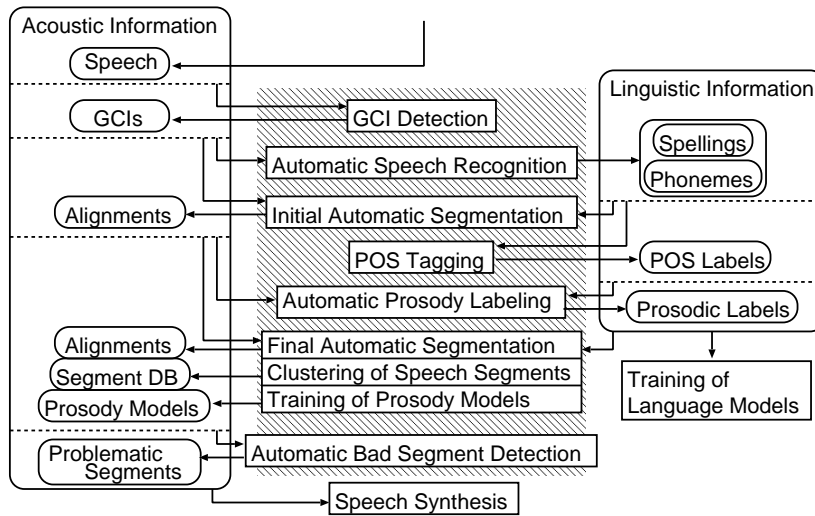 Acoustic Information
Speech
GCIs
GCI Detection
Linguistic Information
Spellings
Phonemes
Automatic Speech Recognition
Alignments
Initial Automatic Segmentation
POS Tagging
POS Labels
Automatic Prosody Labeling
Prosodic Labels
Alignments
Final Automatic Segmentation
Segment DB
Clustering of Speech Segments
Prosody Models
Training of Prosody Models
Training of
Language Models
Problematic
Segments
Automatic Bad Segment Detection
Speech Synthesis